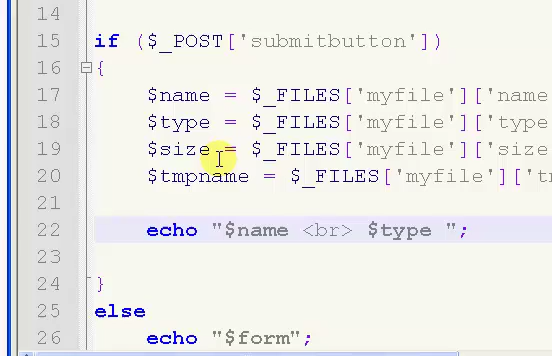 14
15 if ($_POST['submitbutton'])
16 {
17 $name = $_FILES['myfile']['name
18 $type = $_FILES['myfile']['type
19 $size = $_FILES['myfile']['size
20 $tmpname = $_FILES['myfile']['t
21
22 echo "$name <br> $type ";
23
24 }
25 else
26 echo "$form";